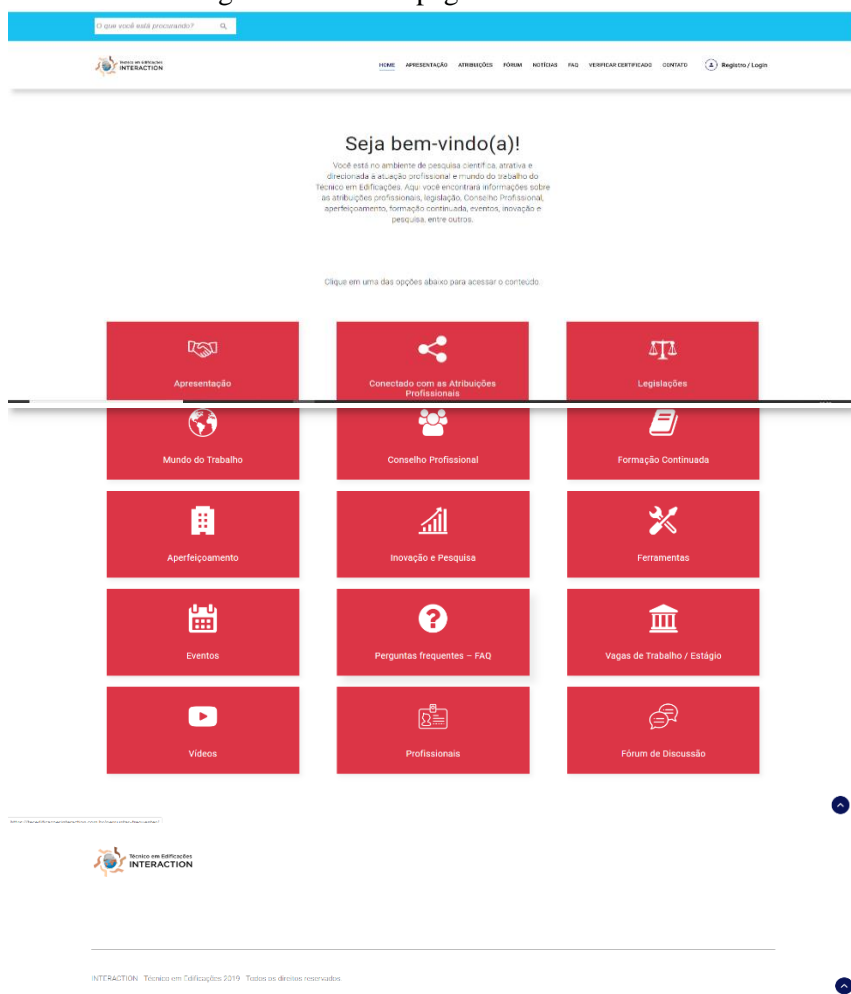 O que você está procurando?
Técnico em Edificações
INTERACTION
HOME APRESENTAÇÃO ATRIBUIÇÕES FÓRUM NOTÍCIAS FAQ VERIFICAR CERTIFICADO CONTATO Registro / Login
Seja bem-vindo(a)!
Você está no ambiente de pesquisa científica, atrativa e
direcionada à atuação profissional e mundo do trabalho do
Técnico em Edificações. Aqui você encontrará informações sobre
as atribuições profissionais, legislação, Conselho Profissional,
aperfeiçoamento, formação continuada, eventos, inovação e
pesquisa, entre outros.
Clique em uma das opções abaixo para acessar o conteúdo.
Apresentação
Conectado com as Atribuições
Profissionais
Legislações
Mundo do Trabalho
Conselho Profissional
Formação Continuada
Aperfeiçoamento
Inovação e Pesquisa
Ferramentas
Eventos
Perguntas frequentes – FAQ
Vagas de Trabalho / Estágio
Vídeos
Profissionais
Fórum de Discussão
Técnico em Edificações
INTERACTION
INTERACTION Técnico em Edificações 2019 Todos os direitos reservados